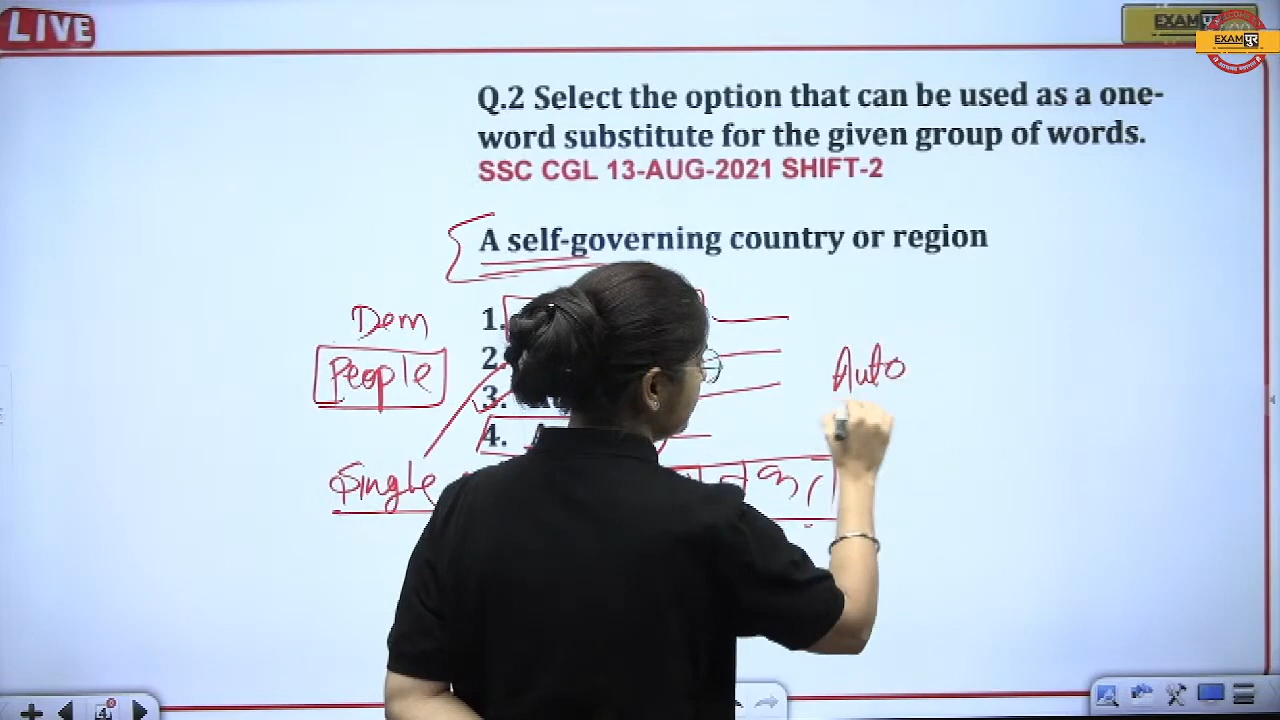 LIVE
EXAMपुर
EXAMपुर
Q.2 Select the option that can be used as a one-
word substitute for the given group of words.
SSC CGL 13-AUG-2021 SHIFT-2
A self-governing country or region
Dem
1.
People
2
Auto
3.
4. A
Single